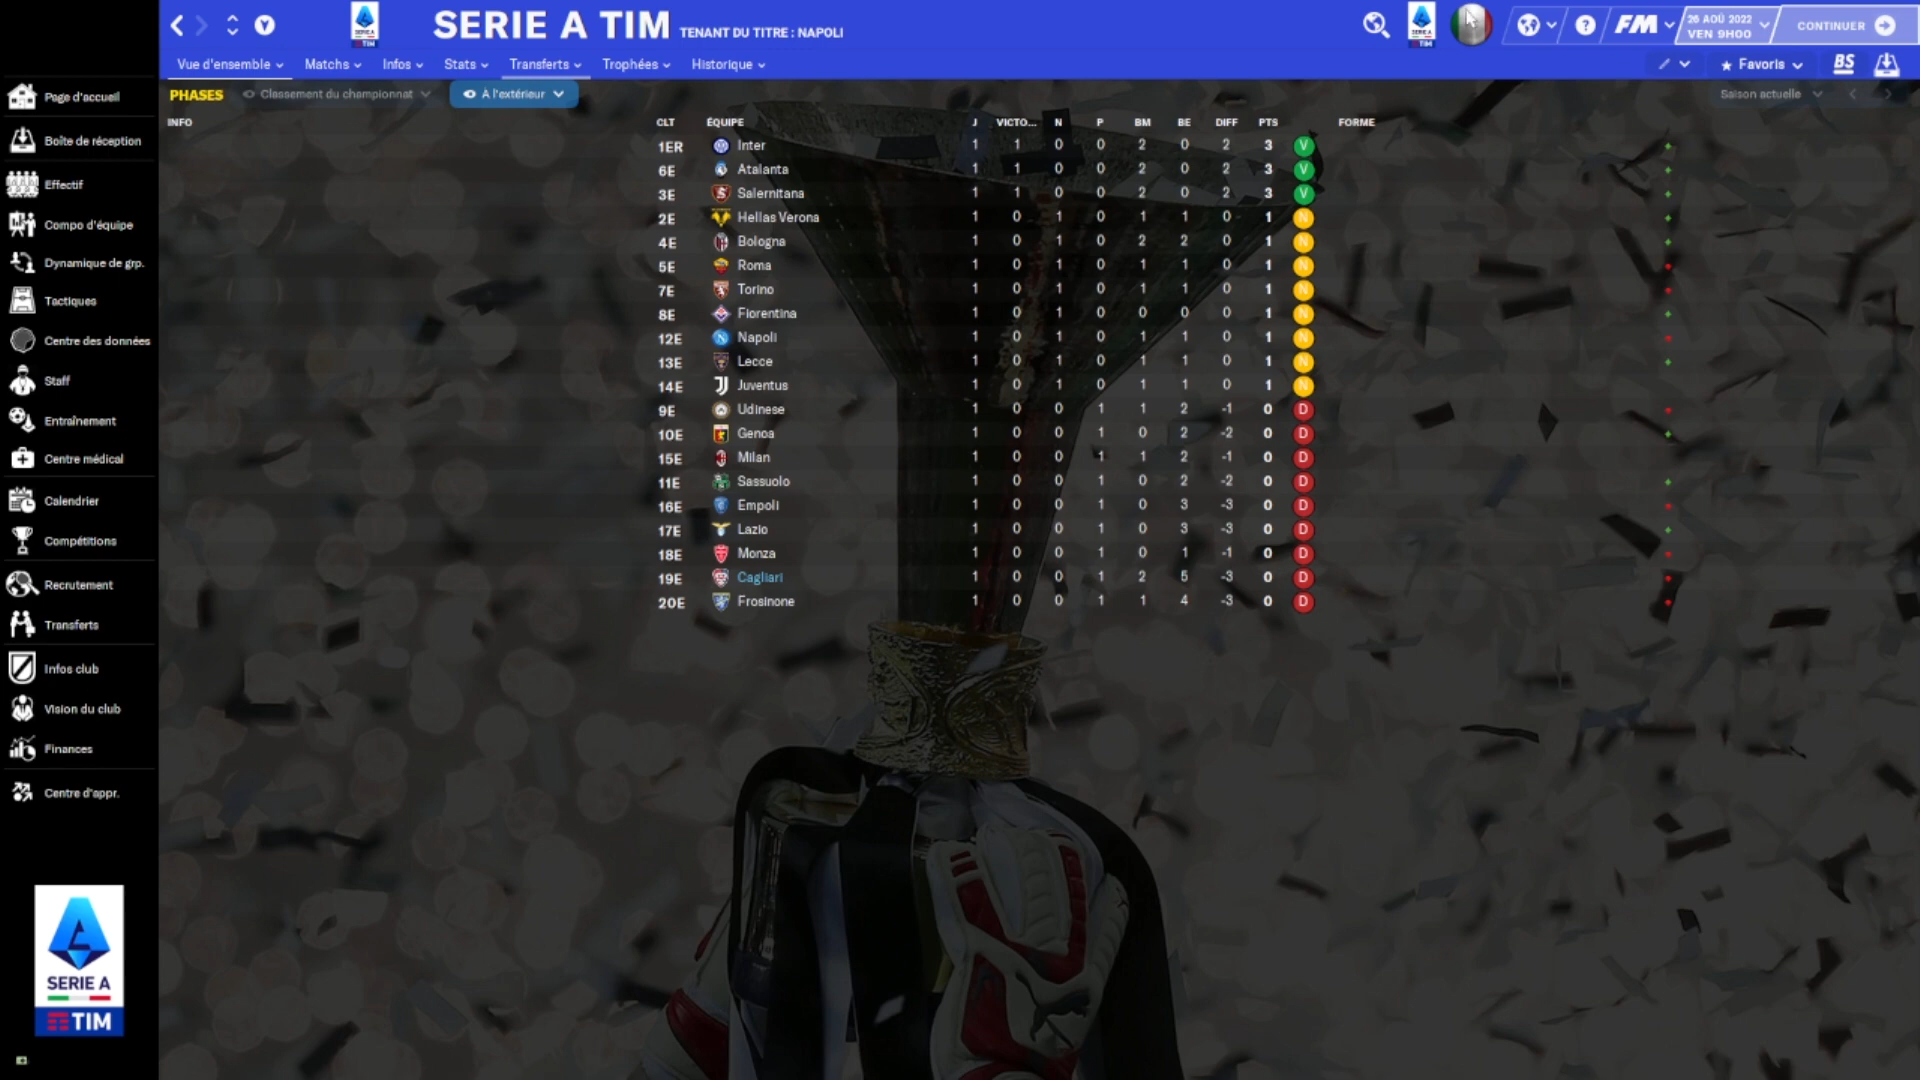 SERIE A TIM TENANT DU TITRE : NAPOLI
26 AOÛ 2022
VEN 9H00
CONTINUER
FM
Vue d'ensemble Matchs Infos Stats Transferts Trophées Historique Favoris BS
PHASES Classement du championnat À l'extérieur Saison actuelle
INFO CLT ÉQUIPE J VICTO... N P BM BE DIFF PTS FORME
1ER Inter 1 1 0 0 2 0 2 3 V
6E Atalanta 1 1 0 0 2 0 2 3 V
3E Salernitana 1 1 0 0 2 0 2 3 V
2E Hellas Verona 1 0 1 0 1 1 0 1 N
4E Bologna 1 0 1 0 2 2 0 1 N
5E Roma 1 0 1 0 1 1 0 1 N
7E Torino 1 0 1 0 1 1 0 1 N
8E Fiorentina 1 0 1 0 0 0 0 1 N
12E Napoli 1 0 1 0 1 1 0 1 N
13E Lecce 1 0 1 0 1 1 0 1 N
14E Juventus 1 0 1 0 1 1 0 1 N
9E Udinese 1 0 0 1 1 2 -1 0 D
10E Genoa 1 0 0 1 0 2 -2 0 D
15E Milan 1 0 0 1 1 2 -1 0 D
11E Sassuolo 1 0 0 1 0 2 -2 0 D
16E Empoli 1 0 0 1 0 3 -3 0 D
17E Lazio 1 0 0 1 0 3 -3 0 D
18E Monza 1 0 0 1 0 1 -1 0 D
19E Cagliari 1 0 0 1 2 5 -3 0 D
20E Frosinone 1 0 0 1 1 4 -3 0 D
Page d'accueil
Boîte de réception
Effectif
Compo d'équipe
Dynamique de grp.
Tactiques
Centre des données
Staff
Entraînement
Centre médical
Calendrier
Compétitions
Recrutement
Transferts
Infos club
Vision du club
Finances
Centre d'appr.
SERIE A
TIM